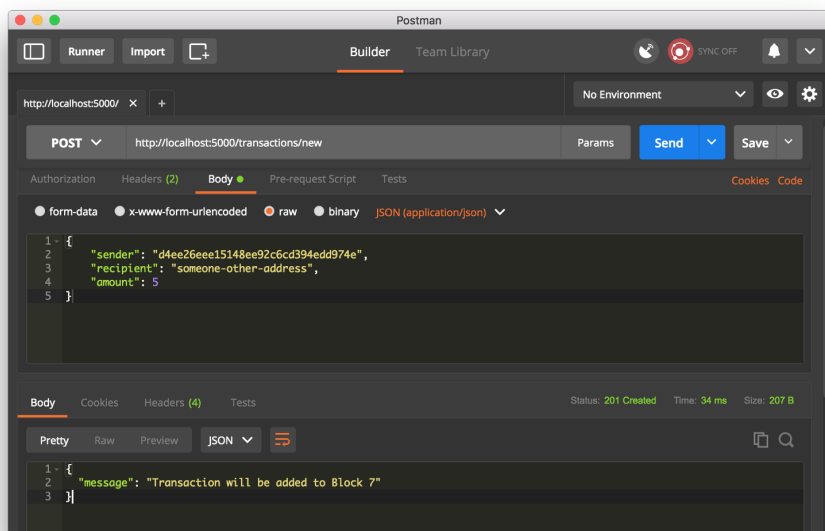 Postman
Runner Import Builder Team Library SYNC OFF
http://localhost:5000/ No Environment
POST http://localhost:5000/transactions/new Params Send Save
Authorization Headers (2) Body Pre-request Script Tests Cookies Code
form-data x-www-form-urlencoded raw binary JSON (application/json)
1 {
2 "sender": "d4ee26eee15148ee92c6cd394edd974e",
3 "recipient": "someone-other-address",
4 "amount": 5
5 }
Body Cookies Headers (4) Tests Status: 201 Created Time: 34 ms Size: 207 B
Pretty Raw Preview JSON
1 {
2 "message": "Transaction will be added to Block 7"
3 }